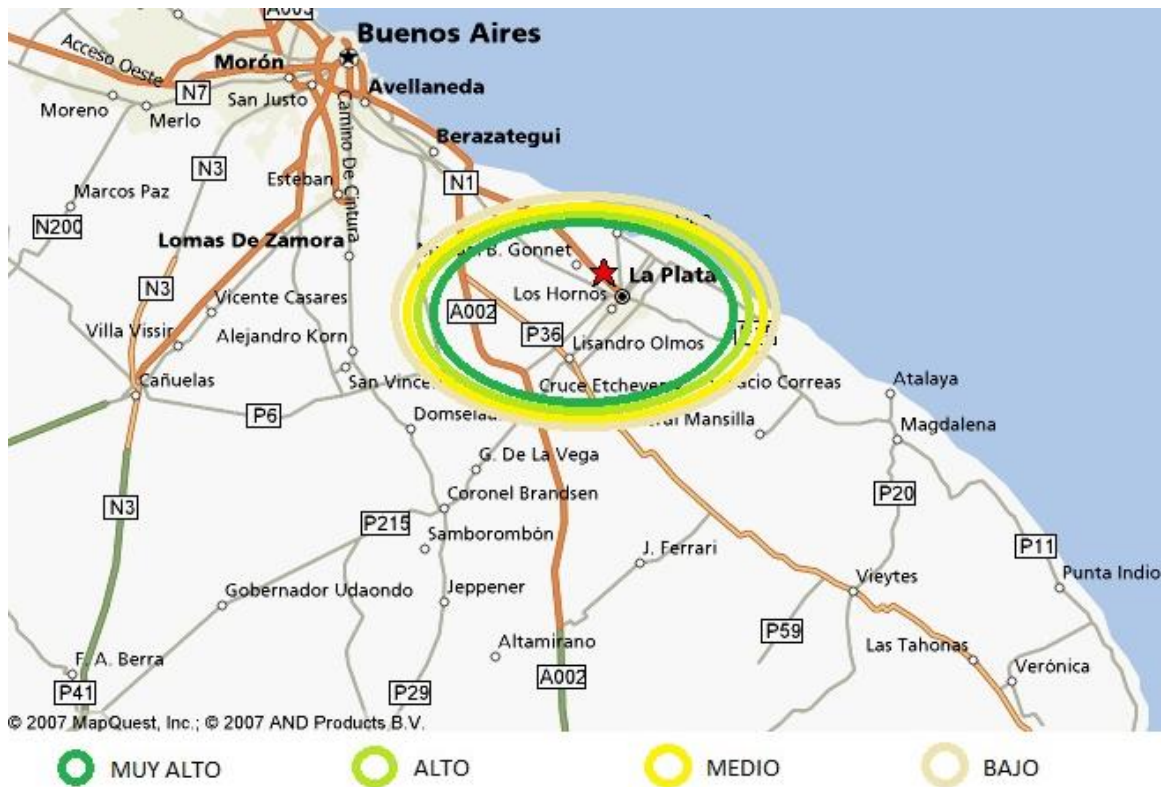 Buenos Aires
Acceso Oeste
Morón
Avellaneda
N7
San Justo
Moreno
Merlo
Camino De Cintura
Berazategui
N3
Esteban
N1
Marcos Paz
N200
Lomas De Zamora
B. Gonnet
La Plata
N3
Los Hornos
Vicente Casares
A002
Villa Vissir
Alejandro Korn
P36
Lisandro Olmos
Cañuelas
San
Cruce
Correas
Atalaya
P6
Mansilla
Magdalena
G. De La Vega
P20
N3
Coronel Brandsen
P215
Samborombón
J. Ferrari
P11
Vieytes
Punta Indio
Gobernador Udaondo
Jeppener
P59
Altamirano
Las Tahonas
F. A. Berra
Verónica
P41
P29
A002
© 2007 MapQuest, Inc.; © 2007 AND Products B.V.
MUY ALTO
ALTO
MEDIO
BAJO